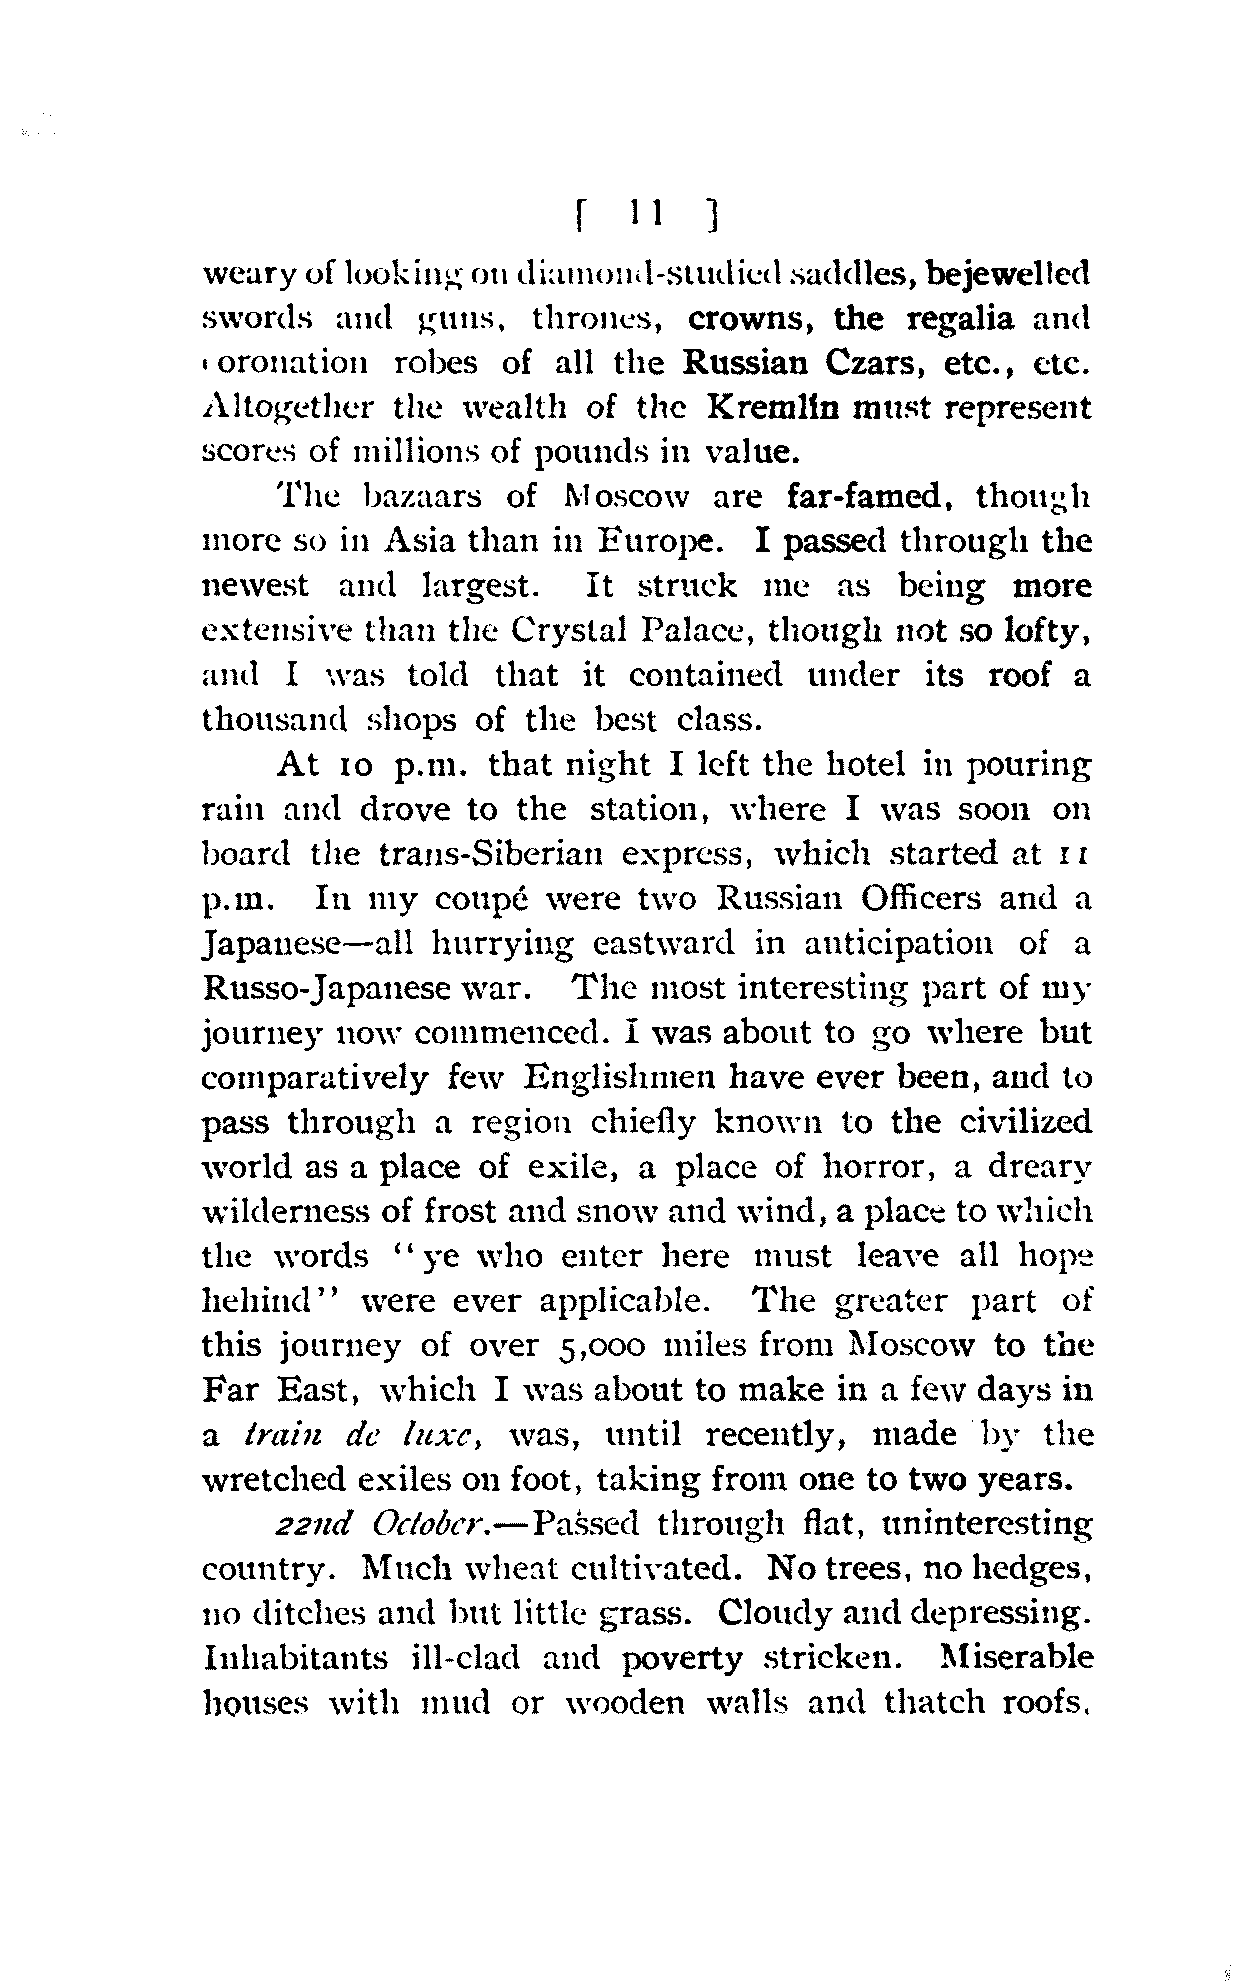 [ 11 ]
weary of looking on diamond-studied saddles, bejewelled
swords and guns, thrones, crowns, the regalia and
coronation robes of all the Russian Czars, etc., etc.
Altogether the wealth of the Kremlin must represent
scores of millions of pounds in value.
The bazaars of Moscow are far-famed, though
more so in Asia than in Europe. I passed through the
newest and largest. It struck me as being more
extensive than the Crystal Palace, though not so lofty,
and I was told that it contained under its roof a
thousand shops of the best class.
At 10 p.m. that night I left the hotel in pouring
rain and drove to the station, where I was soon on
board the trans-Siberian express, which started at 11
p.m. In my coupé were two Russian Officers and a
Japanese—all hurrying eastward in anticipation of a
Russo-Japanese war. The most interesting part of my
journey now commenced. I was about to go where but
comparatively few Englishmen have ever been, and to
pass through a region chiefly known to the civilized
world as a place of exile, a place of horror, a dreary
wilderness of frost and snow and wind, a place to which
the words "ye who enter here must leave all hope
hehind" were ever applicable. The greater part of
this journey of over 5,000 miles from Moscow to the
Far East, which I was about to make in a few days in
a train de luxe, was, until recently, made by the
wretched exiles on foot, taking from one to two years.
22nd October.—Passed through flat, uninteresting
country. Much wheat cultivated. No trees, no hedges,
no ditches and but little grass. Cloudy and depressing.
Inhabitants ill-clad and poverty stricken. Miserable
houses with mud or wooden walls and thatch roofs.